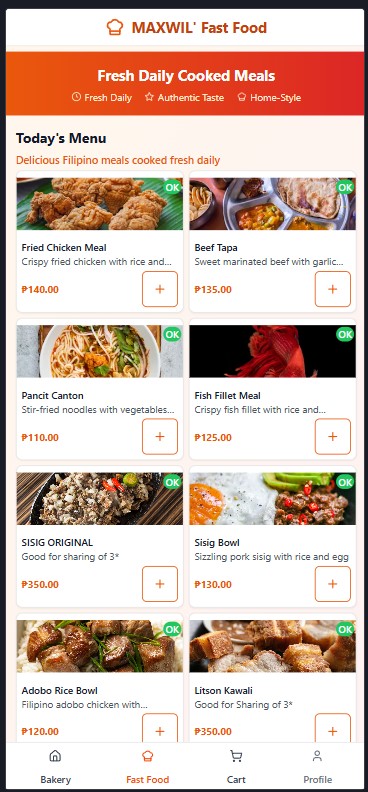 MAXWIL' Fast Food
Fresh Daily Cooked Meals
Fresh Daily Authentic Taste Home-Style
Today's Menu
Delicious Filipino meals cooked fresh daily
OK
Fried Chicken Meal
Crispy fried chicken with rice and...
₱140.00
+
OK
Beef Tapa
Sweet marinated beef with garlic...
₱135.00
+
OK
Pancit Canton
Stir-fried noodles with vegetables...
₱110.00
+
OK
Fish Fillet Meal
Crispy fish fillet with rice and...
₱125.00
+
OK
SISIG ORIGINAL
Good for sharing of 3*
₱350.00
+
OK
Sisig Bowl
Sizzling pork sisig with rice and egg
₱130.00
+
OK
Adobo Rice Bowl
Filipino adobo chicken with...
₱120.00
+
OK
Litson Kawali
Good for Sharing of 3*
₱350.00
+
Bakery Fast Food Cart Profile